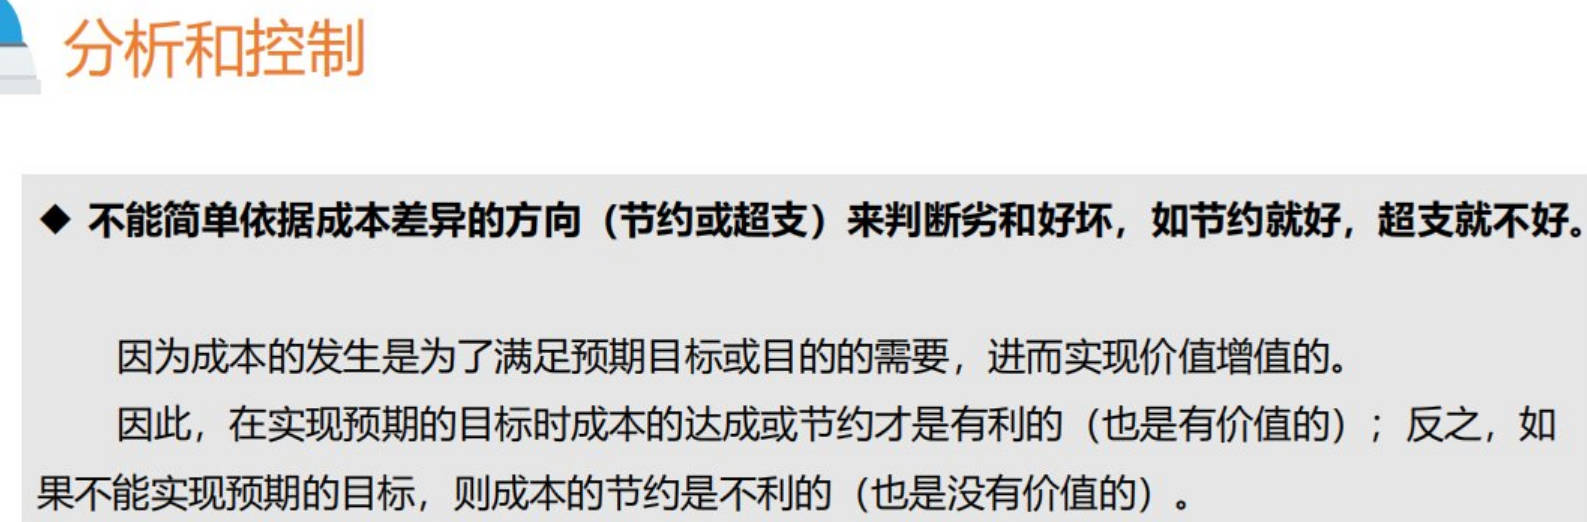 分析和控制
◆ 不能简单依据成本差异的方向（节约或超支）来判断劣和好坏，如节约就好，超支就不好。
因为成本的发生是为了满足预期目标或目的的需要，进而实现价值增值的。
因此，在实现预期的目标时成本的达成或节约才是有利的（也是有价值的）；反之，如
果不能实现预期的目标，则成本的节约是不利的（也是没有价值的）。